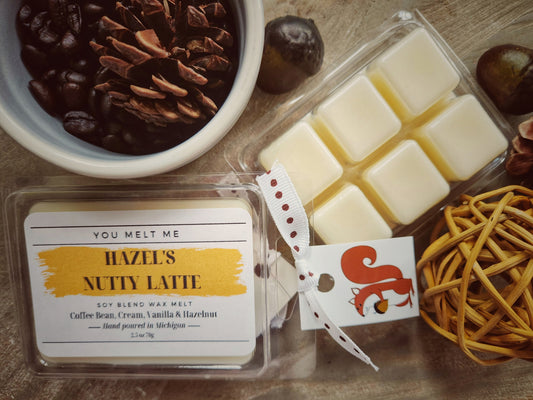 YOU MELT ME
HAZEL'S
NUTTY LATTE
SOY BLEND WAX MELT
Coffee Bean, Cream, Vanilla & Hazelnut
Hand poured in Michigan
2.5 oz 70g